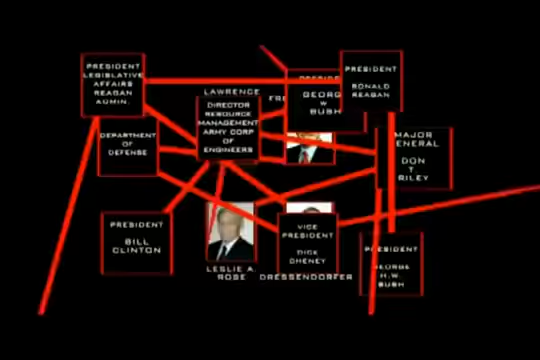 PRESIDENT
LEGISLATIVE
AFFAIRS
REAGAN
ADMIN.
LAWRENCE
DIRECTOR
RESOURCE
MANAGEMENT
ARMY CORP
OF
ENGINEERS
GEORG
W
BUSH
PRESIDENT
RONALD
REAGAN
DEPARTMENT
OF
DEFENSE
MAJOR
GENERAL
DON
T
RILEY
PRESIDENT
BILL
CLINTON
LESLIE A.
ROSE
VICE
PRESIDENT
DICK
CHENEY
DRESSENDORFER
PRESIDENT
GEORGE
H.W.
BUSH